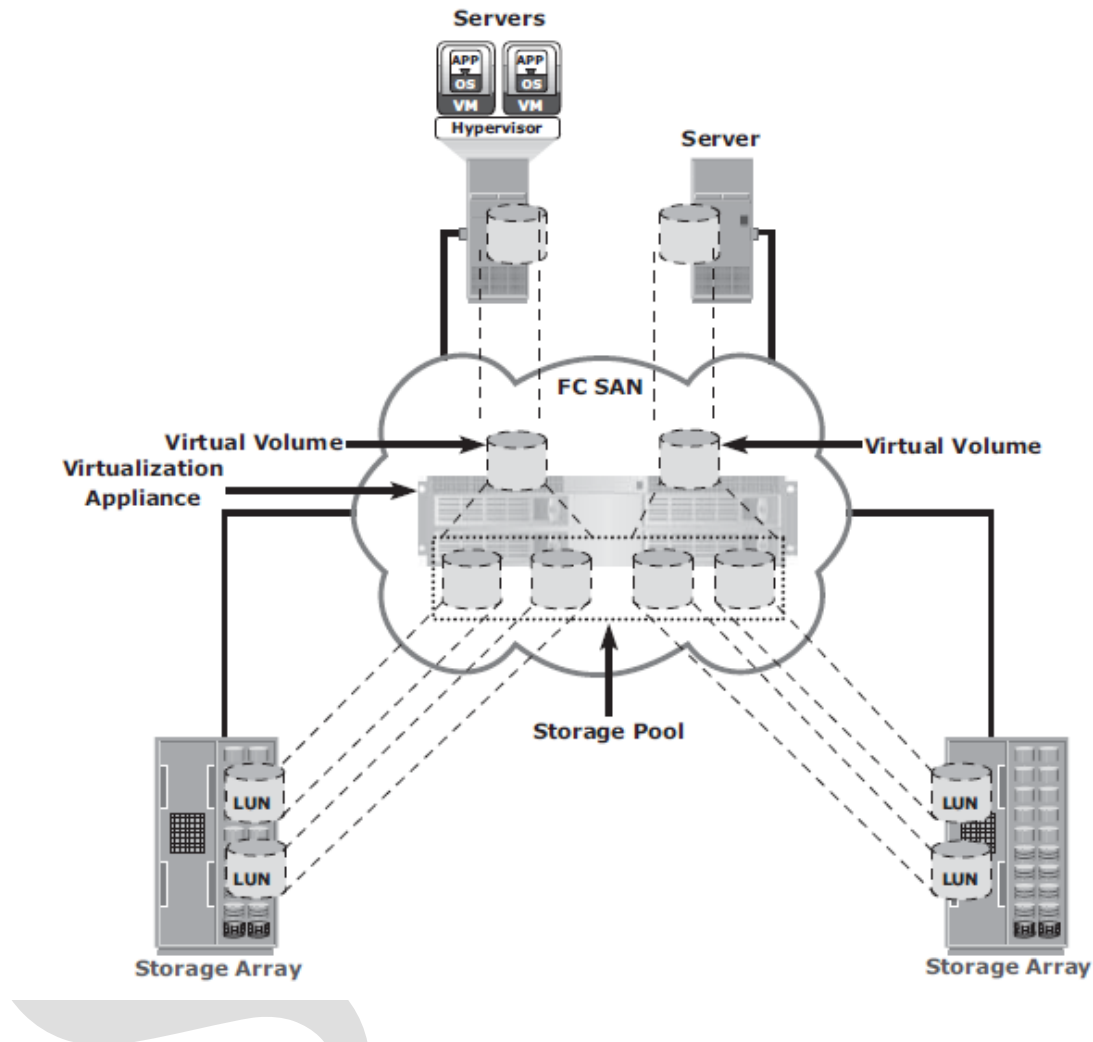 Servers
APP
APP
OS
OS
VM
VM
Hypervisor
Server
FC SAN
Virtual Volume
Virtual Volume
Virtualization
Appliance
Storage Pool
LUN
LUN
LUN
LUN
Storage Array
Storage Array